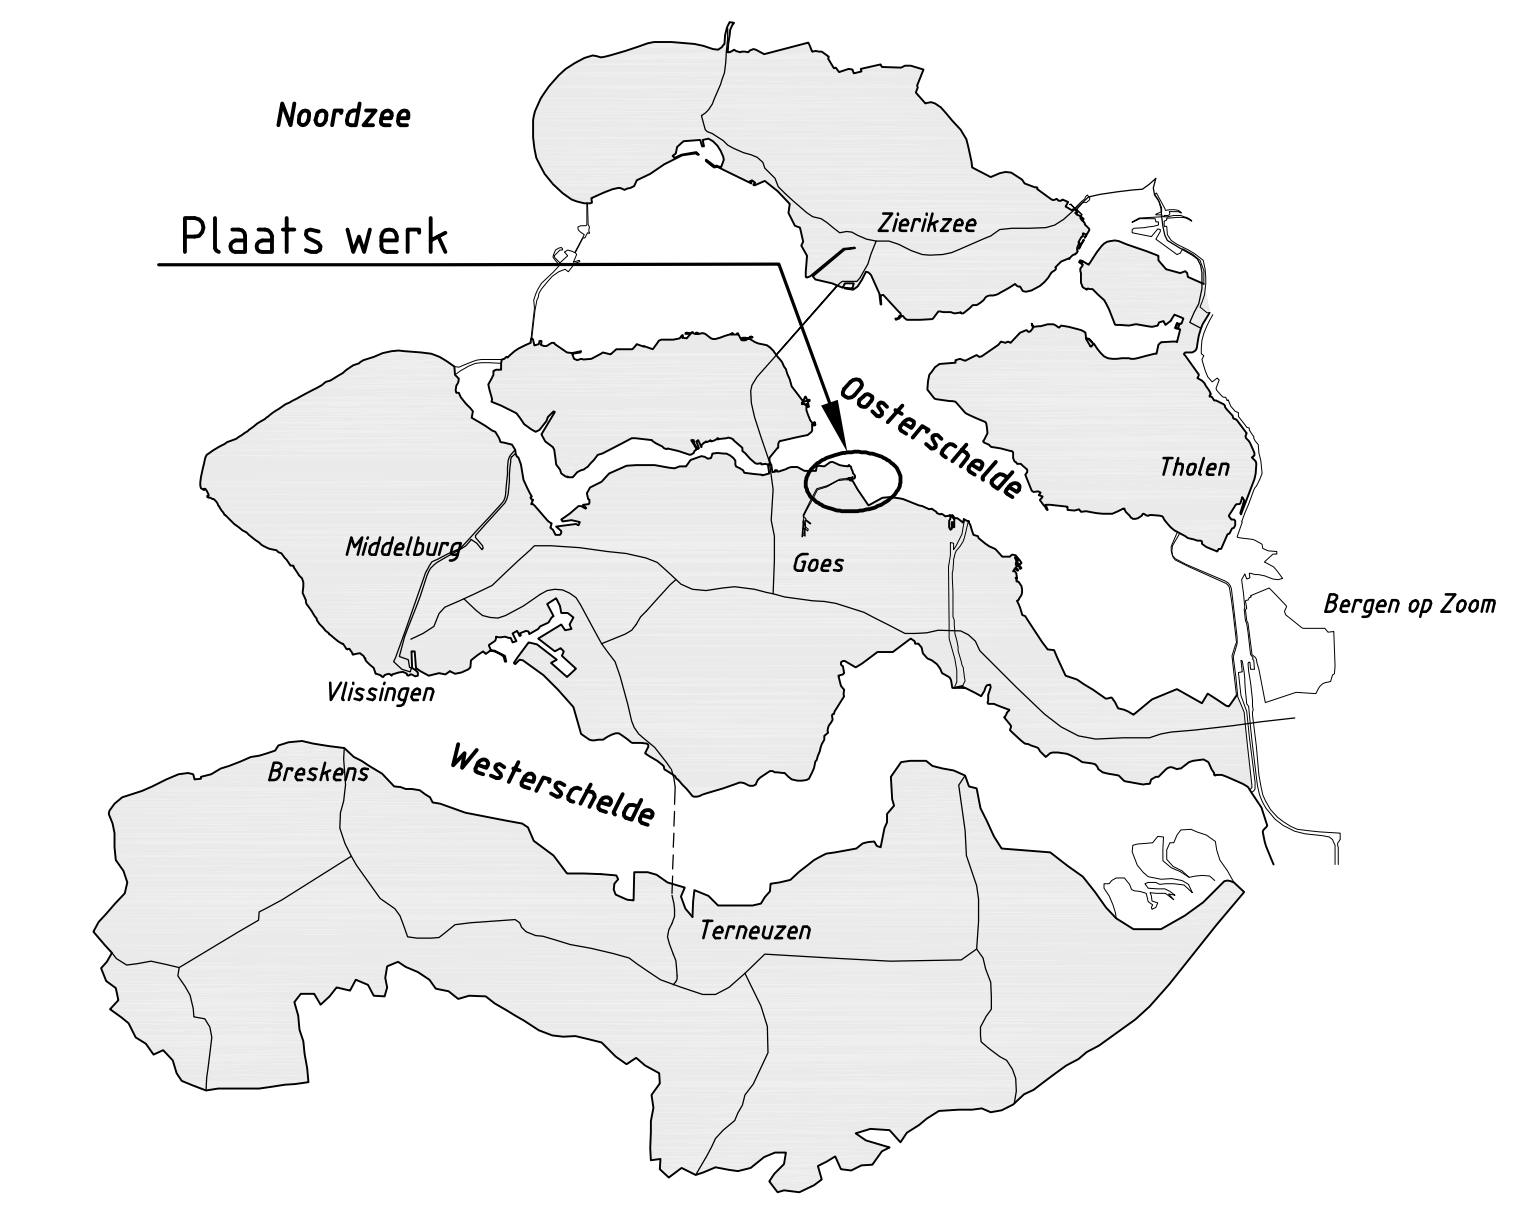 Noordzee
Plaats werk
Zierikzee
Oosterschelde
Tholen
Middelburg
Goes
Bergen op Zoom
Vlissingen
Westerschelde
Breskens
Terneuzen